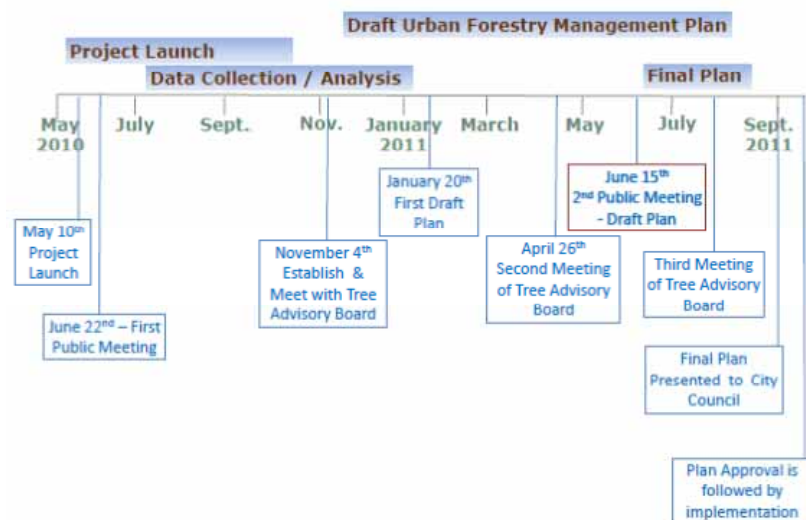 Draft Urban Forestry Management Plan
Project Launch
Data Collection / Analysis
Final Plan
May
2010
July
Sept.
Nov.
January
2011
March
May
July
Sept.
2011
May 10th
Project
Launch
June 22nd – First
Public Meeting
November 4th
Establish &
Meet with Tree
Advisory Board
January 20th
First Draft
Plan
April 26th
Second Meeting
of Tree Advisory
Board
June 15th
2nd Public Meeting
- Draft Plan
Third Meeting
of Tree Advisory
Board
Final Plan
Presented to City
Council
Plan Approval is
followed by
implementation